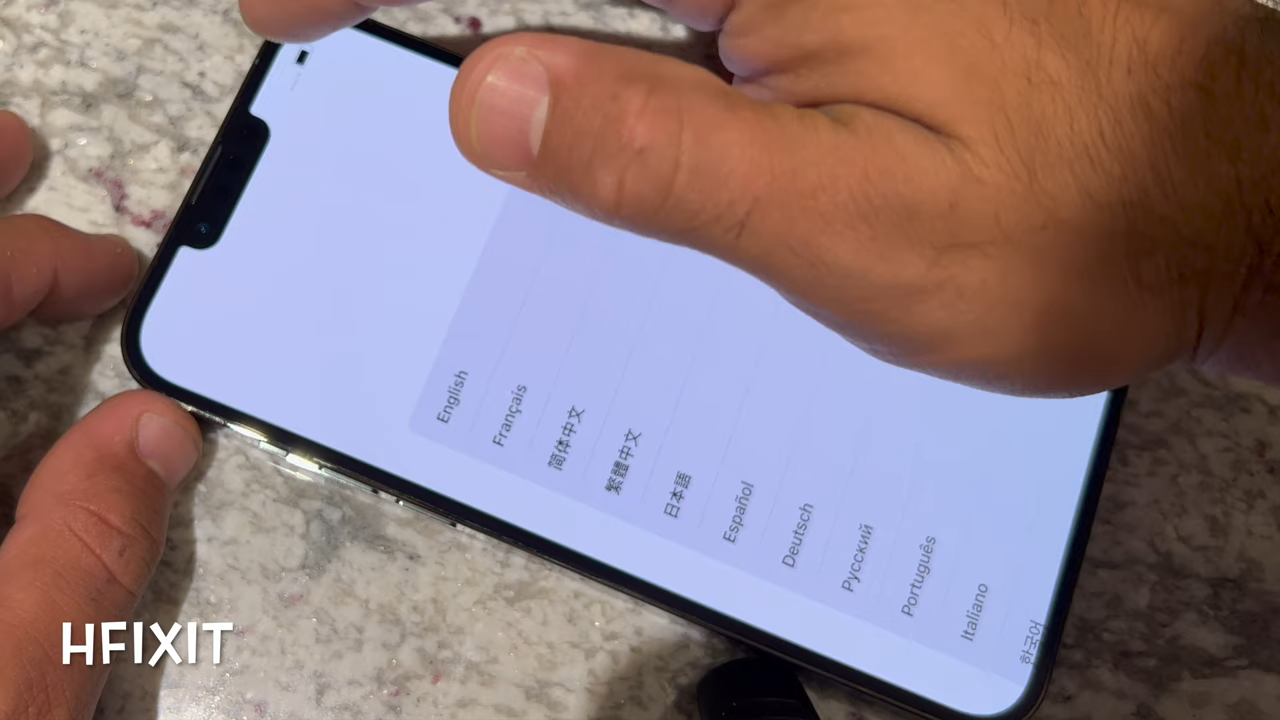 English
Français
简体中文
繁體中文
日本語
Español
Deutsch
Русский
Português
Italiano
한국어
HFIXIT